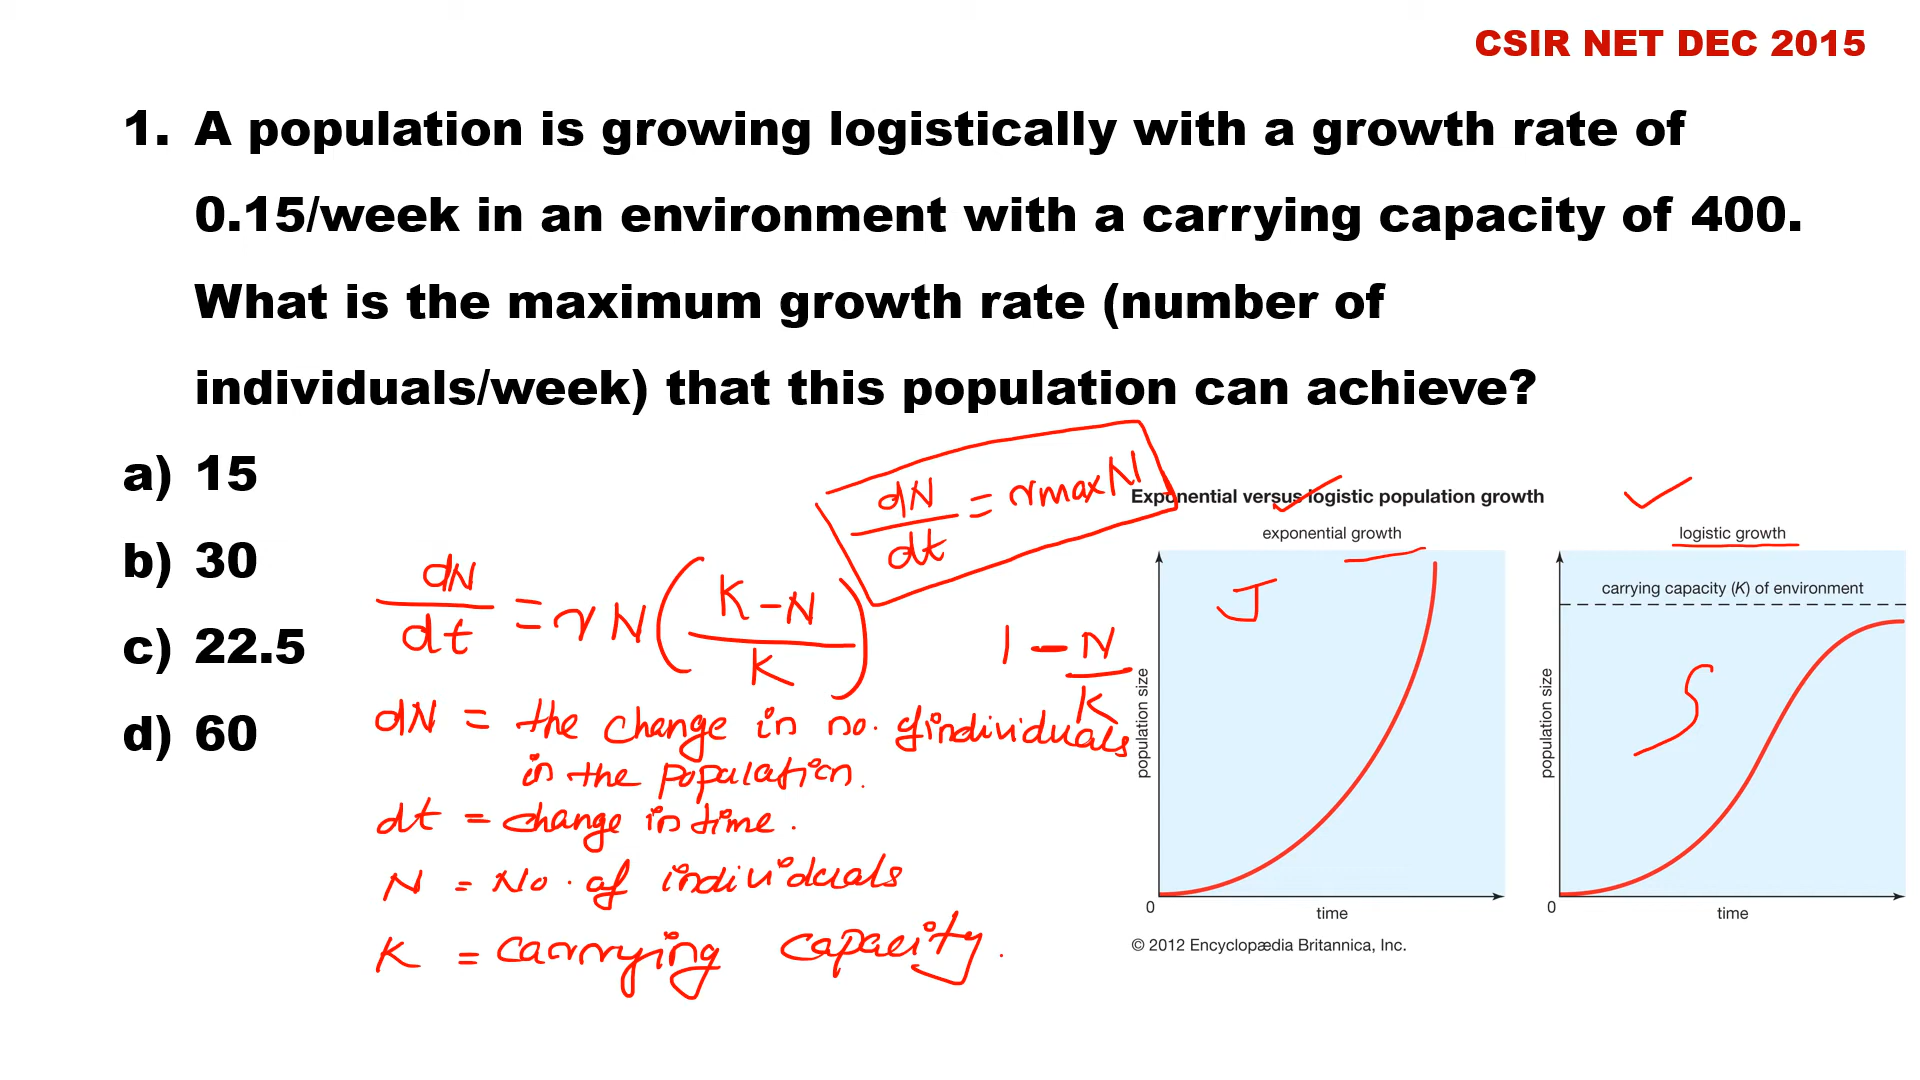 CSIR NET DEC 2015
1. A population is growing logistically with a growth rate of
0.15/week in an environment with a carrying capacity of 400.
What is the maximum growth rate (number of
individuals/week) that this population can achieve?
a) 15
b) 30
c) 22.5
d) 60
dN/dt = rmaxN
dN/dt = rN(K-N/K)
1-N/K
dN = the change in no. of individuals
in the population.
dt = change in time.
N = No. of individuals
K = carrying capacity.
Exponential versus logistic population growth
exponential growth
J
population size
0
time
logistic growth
carrying capacity (K) of environment
S
population size
0
time
© 2012 Encyclopædia Britannica, Inc.